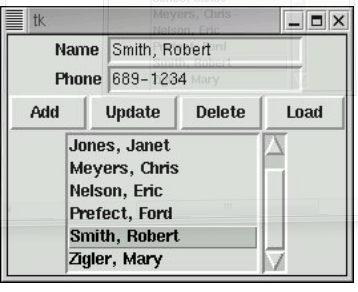 tk
Name Smith, Robert
Phone 689-1234
Add Update Delete Load
Jones, Janet
Meyers, Chris
Nelson, Eric
Prefect, Ford
Smith, Robert
Zigler, Mary